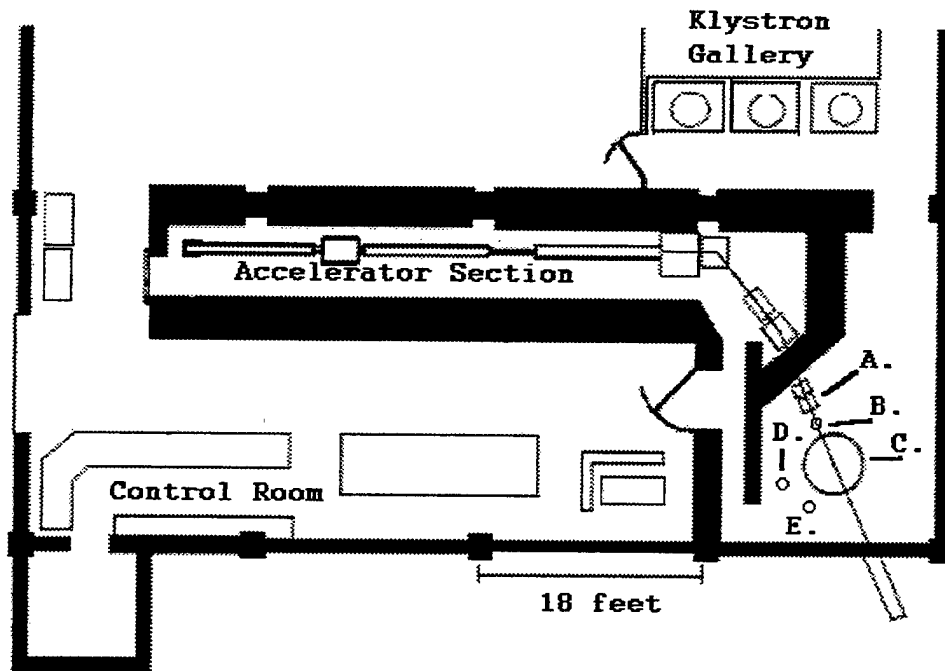 Klystron
Gallery
Accelerator Section
A.
B.
D.
C.
Control Room
E.
18 feet